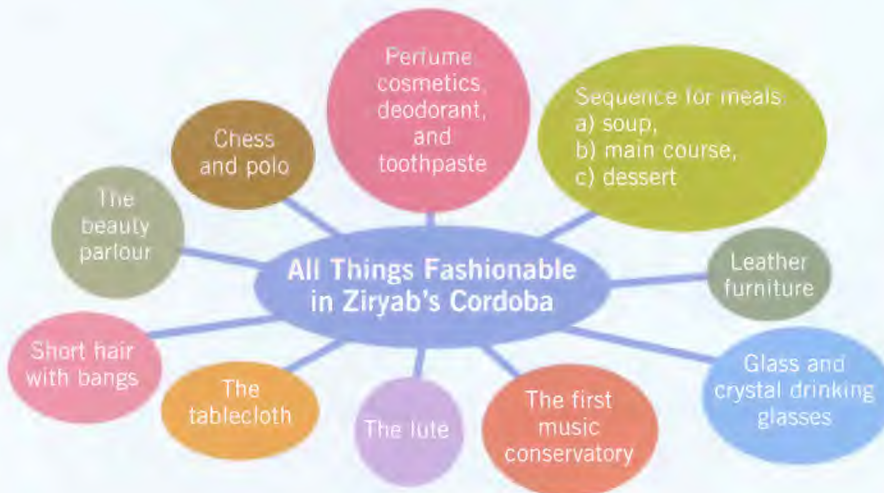 Perfume
cosmetics,
deodorant,
and
toothpaste
Sequence for meals
a) soup,
b) main course,
c) dessert
Chess
and polo
The
beauty
parlour
All Things Fashionable
in Ziryab's Cordoba
Leather
furniture
Short hair
with bangs
The
tablecloth
The lute
The first
music
conservatory
Glass and
crystal drinking
glasses